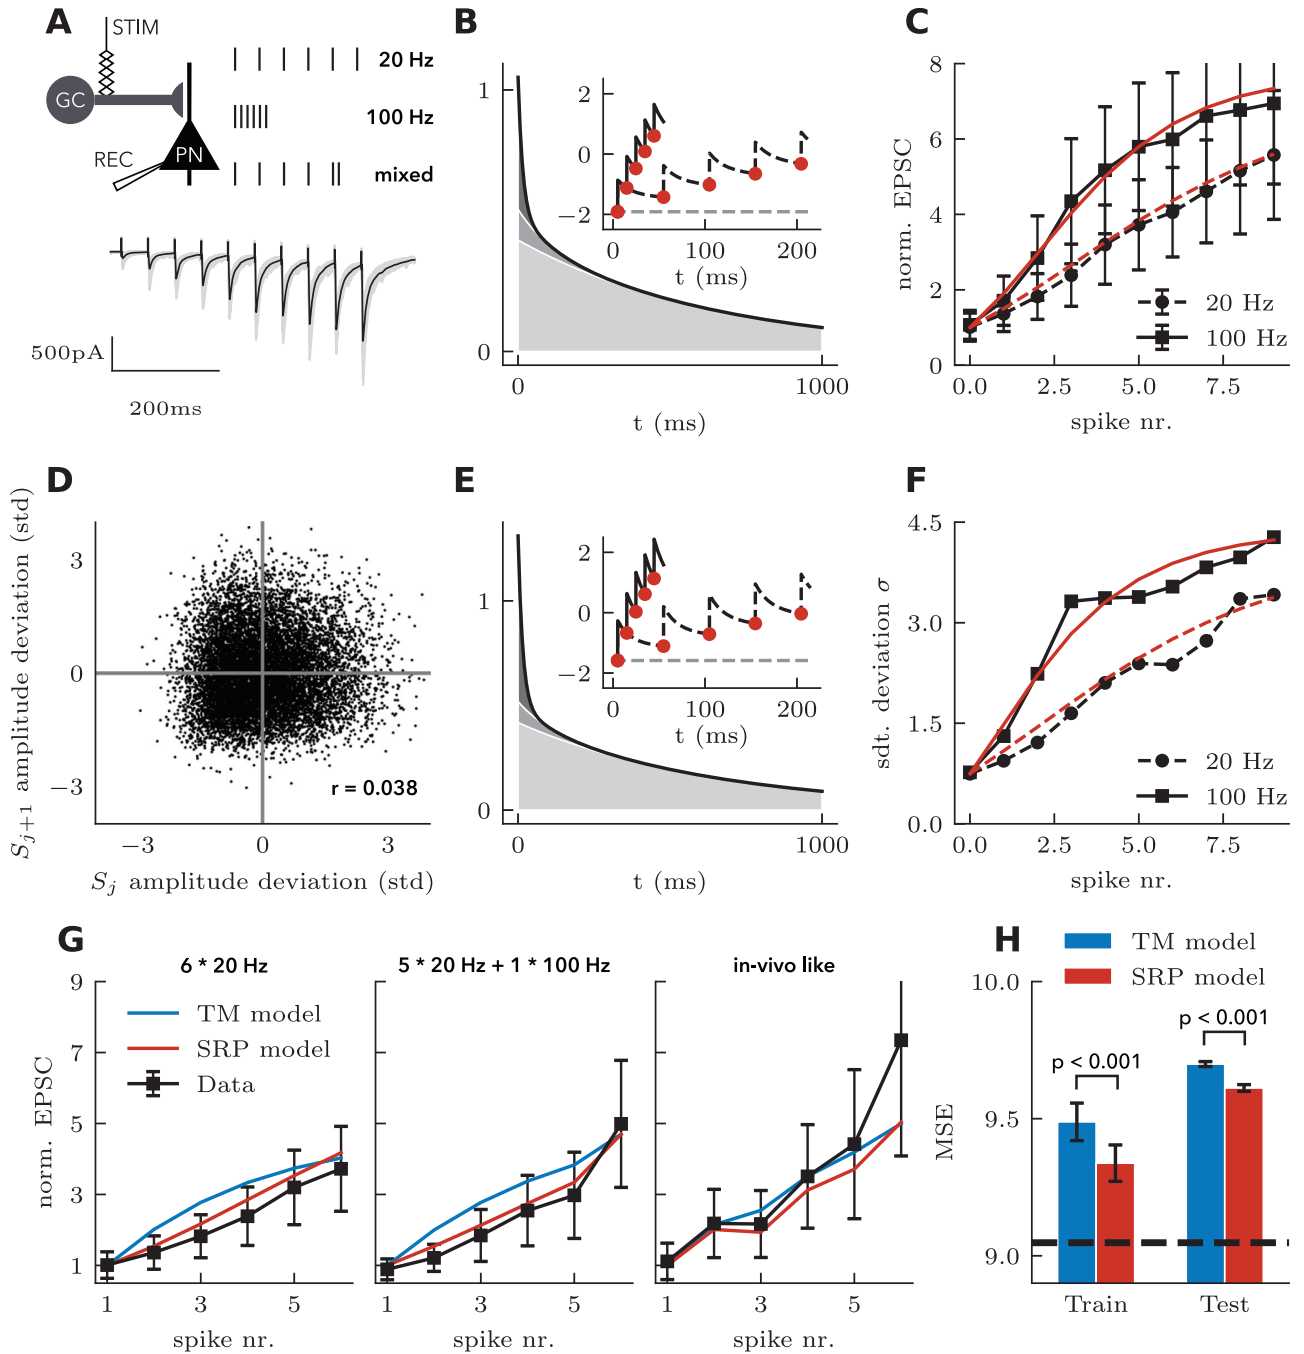 A
STIM
GC
PN
REC
20 Hz
100 Hz
mixed
500pA
200ms
B
1
0
0
1000
t (ms)
2
0
−2
0
100
200
t (ms)
C
8
6
4
2
0
norm. EPSC
0.0
2.5
5.0
7.5
spike nr.
20 Hz
100 Hz
D
3
0
−3
−3
0
3
S_{j+1} amplitude deviation (std)
S_j amplitude deviation (std)
r = 0.038
E
1
0
0
1000
t (ms)
2
0
−2
0
100
200
t (ms)
F
4.5
3.0
1.5
0.0
sdt. deviation σ
0.0
2.5
5.0
7.5
spike nr.
20 Hz
100 Hz
G
6 * 20 Hz
9
7
5
3
1
norm. EPSC
TM model
SRP model
Data
1
3
5
spike nr.
5 * 20 Hz + 1 * 100 Hz
1
3
5
spike nr.
in-vivo like
1
3
5
spike nr.
H
TM model
SRP model
10.0
9.5
9.0
MSE
p < 0.001
p < 0.001
Train
Test